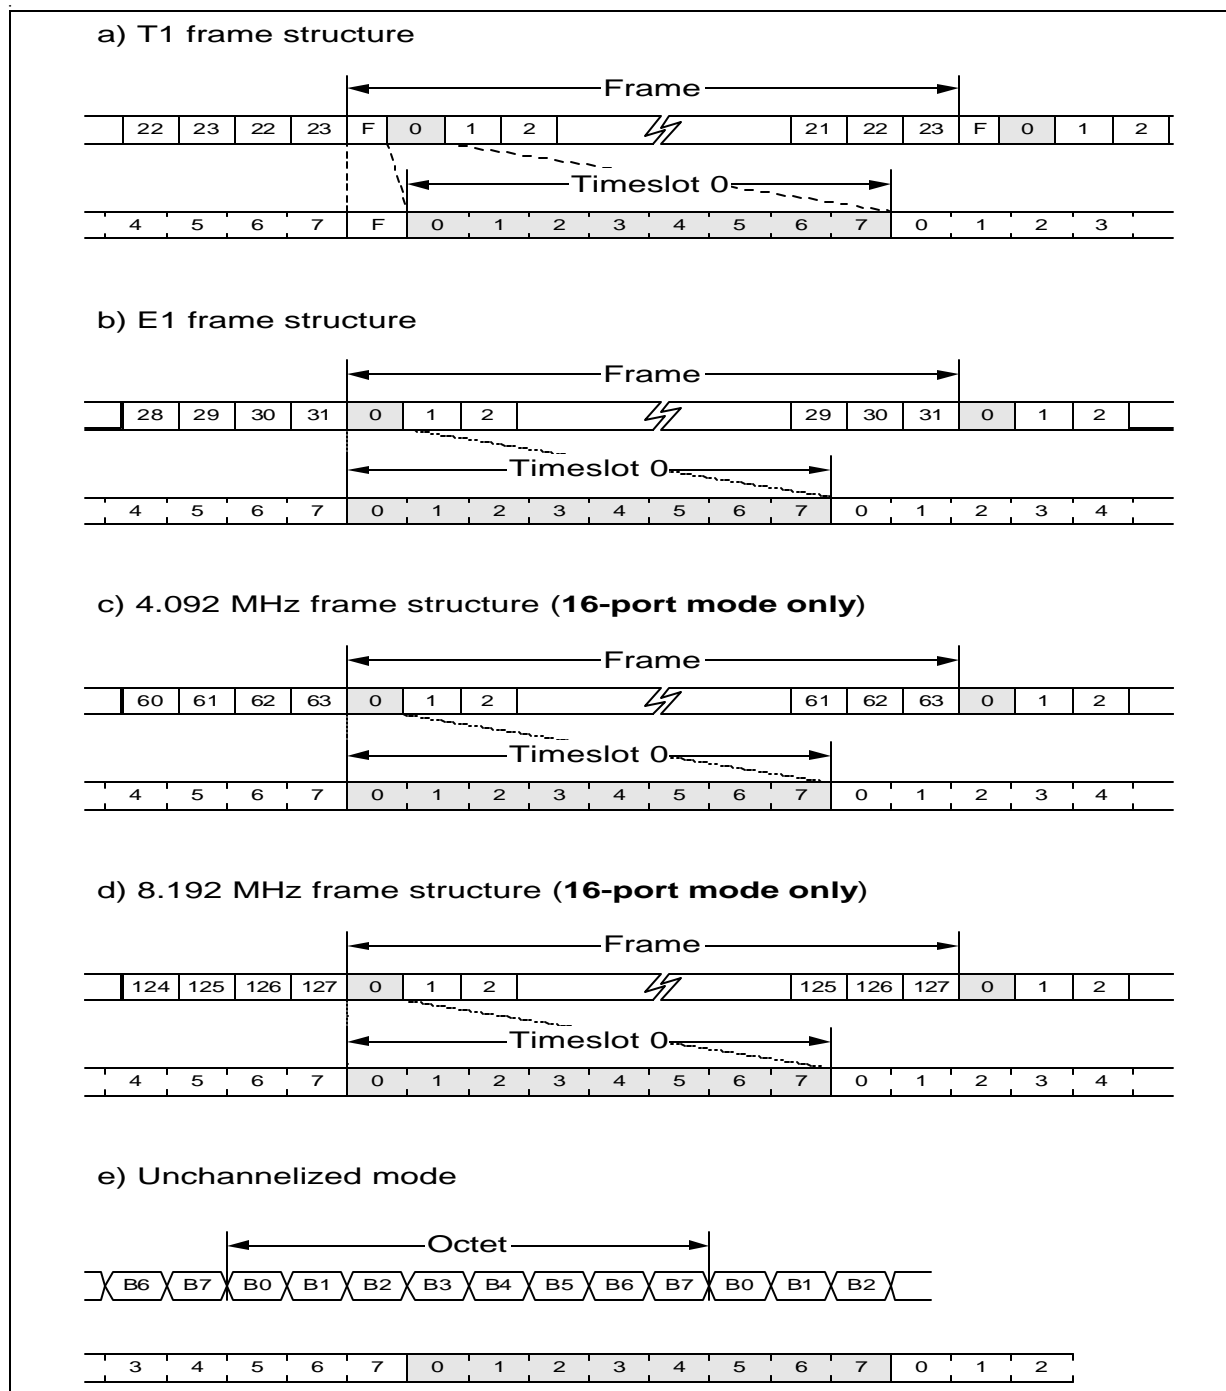 a) T1 frame structure
Frame
22 23 22 23 F 0 1 2 21 22 23 F 0 1 2
Timeslot 0
4 5 6 7 F 0 1 2 3 4 5 6 7 0 1 2 3
b) E1 frame structure
Frame
28 29 30 31 0 1 2 29 30 31 0 1 2
Timeslot 0
4 5 6 7 0 1 2 3 4 5 6 7 0 1 2 3 4
c) 4.092 MHz frame structure (16-port mode only)
Frame
60 61 62 63 0 1 2 61 62 63 0 1 2
Timeslot 0
4 5 6 7 0 1 2 3 4 5 6 7 0 1 2 3 4
d) 8.192 MHz frame structure (16-port mode only)
Frame
124 125 126 127 0 1 2 125 126 127 0 1 2
Timeslot 0
4 5 6 7 0 1 2 3 4 5 6 7 0 1 2 3 4
e) Unchannelized mode
Octet
B6 B7 B0 B1 B2 B3 B4 B5 B6 B7 B0 B1 B2
3 4 5 6 7 0 1 2 3 4 5 6 7 0 1 2